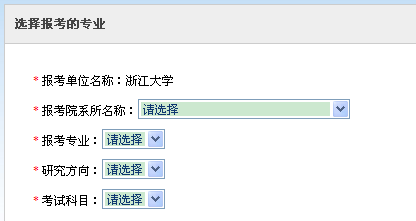 选择报考的专业
*报考单位名称：浙江大学
*报考院系所名称：请选择
*报考专业：请选择
*研究方向：请选择
*考试科目：请选择